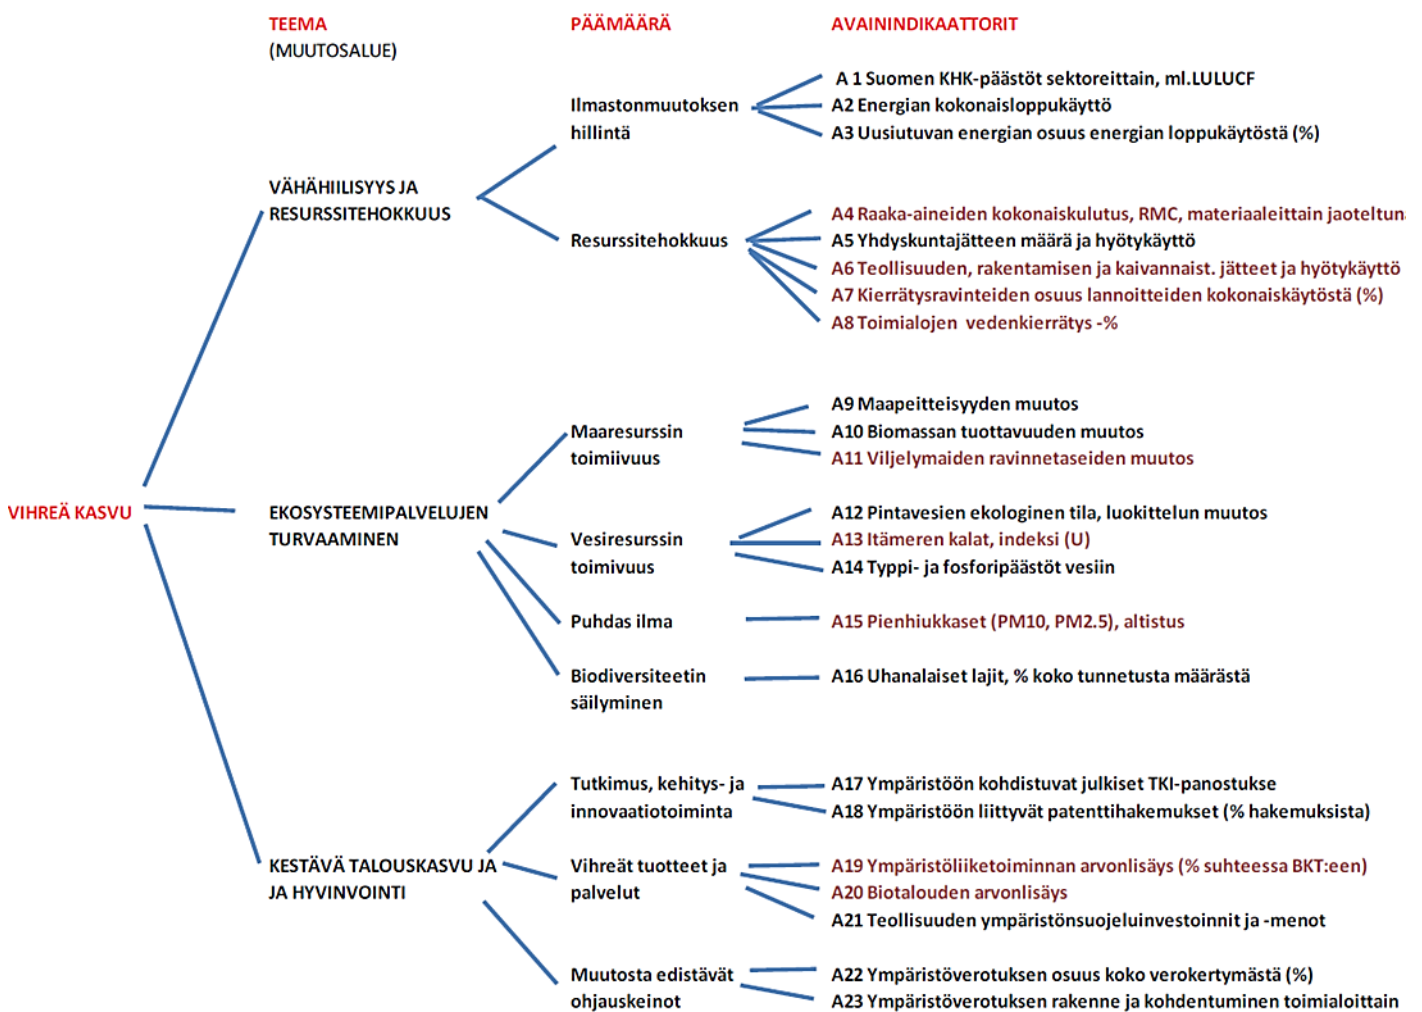 TEEMA
(MUUTOSALUE)
PÄÄMÄÄRÄ
AVAININDIKAATTORIT
VIHREÄ KASVU
VÄHÄHIILISYYS JA
RESURSSITEHOKKUUS
Ilmastonmuutoksen
hillintä
A 1 Suomen KHK-päästöt sektoreittain, ml.LULUCF
A2 Energian kokonaisloppukäyttö
A3 Uusiutuvan energian osuus energian loppukäytöstä (%)
Resurssitehokkuus
A4 Raaka-aineiden kokonaiskulutus, RMC, materiaaleittain jaoteltuna
A5 Yhdyskuntajätteen määrä ja hyötykäyttö
A6 Teollisuuden, rakentamisen ja kaivannaist. jätteet ja hyötykäyttö
A7 Kierrätysravinteiden osuus lannoitteiden kokonaiskäytöstä (%)
A8 Toimialojen vedenkierrätys -%
EKOSYSTEEMIPALVELUJEN
TURVAAMINEN
Maaresurssin
toimiivuus
A9 Maapeitteisyyden muutos
A10 Biomassan tuottavuuden muutos
A11 Viljelymaiden ravinnetaseiden muutos
Vesiresurssin
toimivuus
A12 Pintavesien ekologinen tila, luokittelun muutos
A13 Itämeren kalat, indeksi (U)
A14 Typpi- ja fosforipäästöt vesiin
Puhdas ilma
A15 Pienhiukkaset (PM10, PM2.5), altistus
Biodiversiteetin
säilyminen
A16 Uhanalaiset lajit, % koko tunnetusta määrästä
KESTÄVÄ TALOUSKASVU JA
JA HYVINVOINTI
Tutkimus, kehitys- ja
innovaatiotoiminta
A17 Ympäristöön kohdistuvat julkiset TKI-panostukse
A18 Ympäristöön liittyvät patenttihakemukset (% hakemuksista)
Vihreät tuotteet ja
palvelut
A19 Ympäristöliiketoiminnan arvonlisäys (% suhteessa BKT:een)
A20 Biotalouden arvonlisäys
A21 Teollisuuden ympäristönsuojeluinvestoinnit ja -menot
Muutosta edistävät
ohjauskeinot
A22 Ympäristöverotuksen osuus koko verokertymästä (%)
A23 Ympäristöverotuksen rakenne ja kohdentuminen toimialoittain